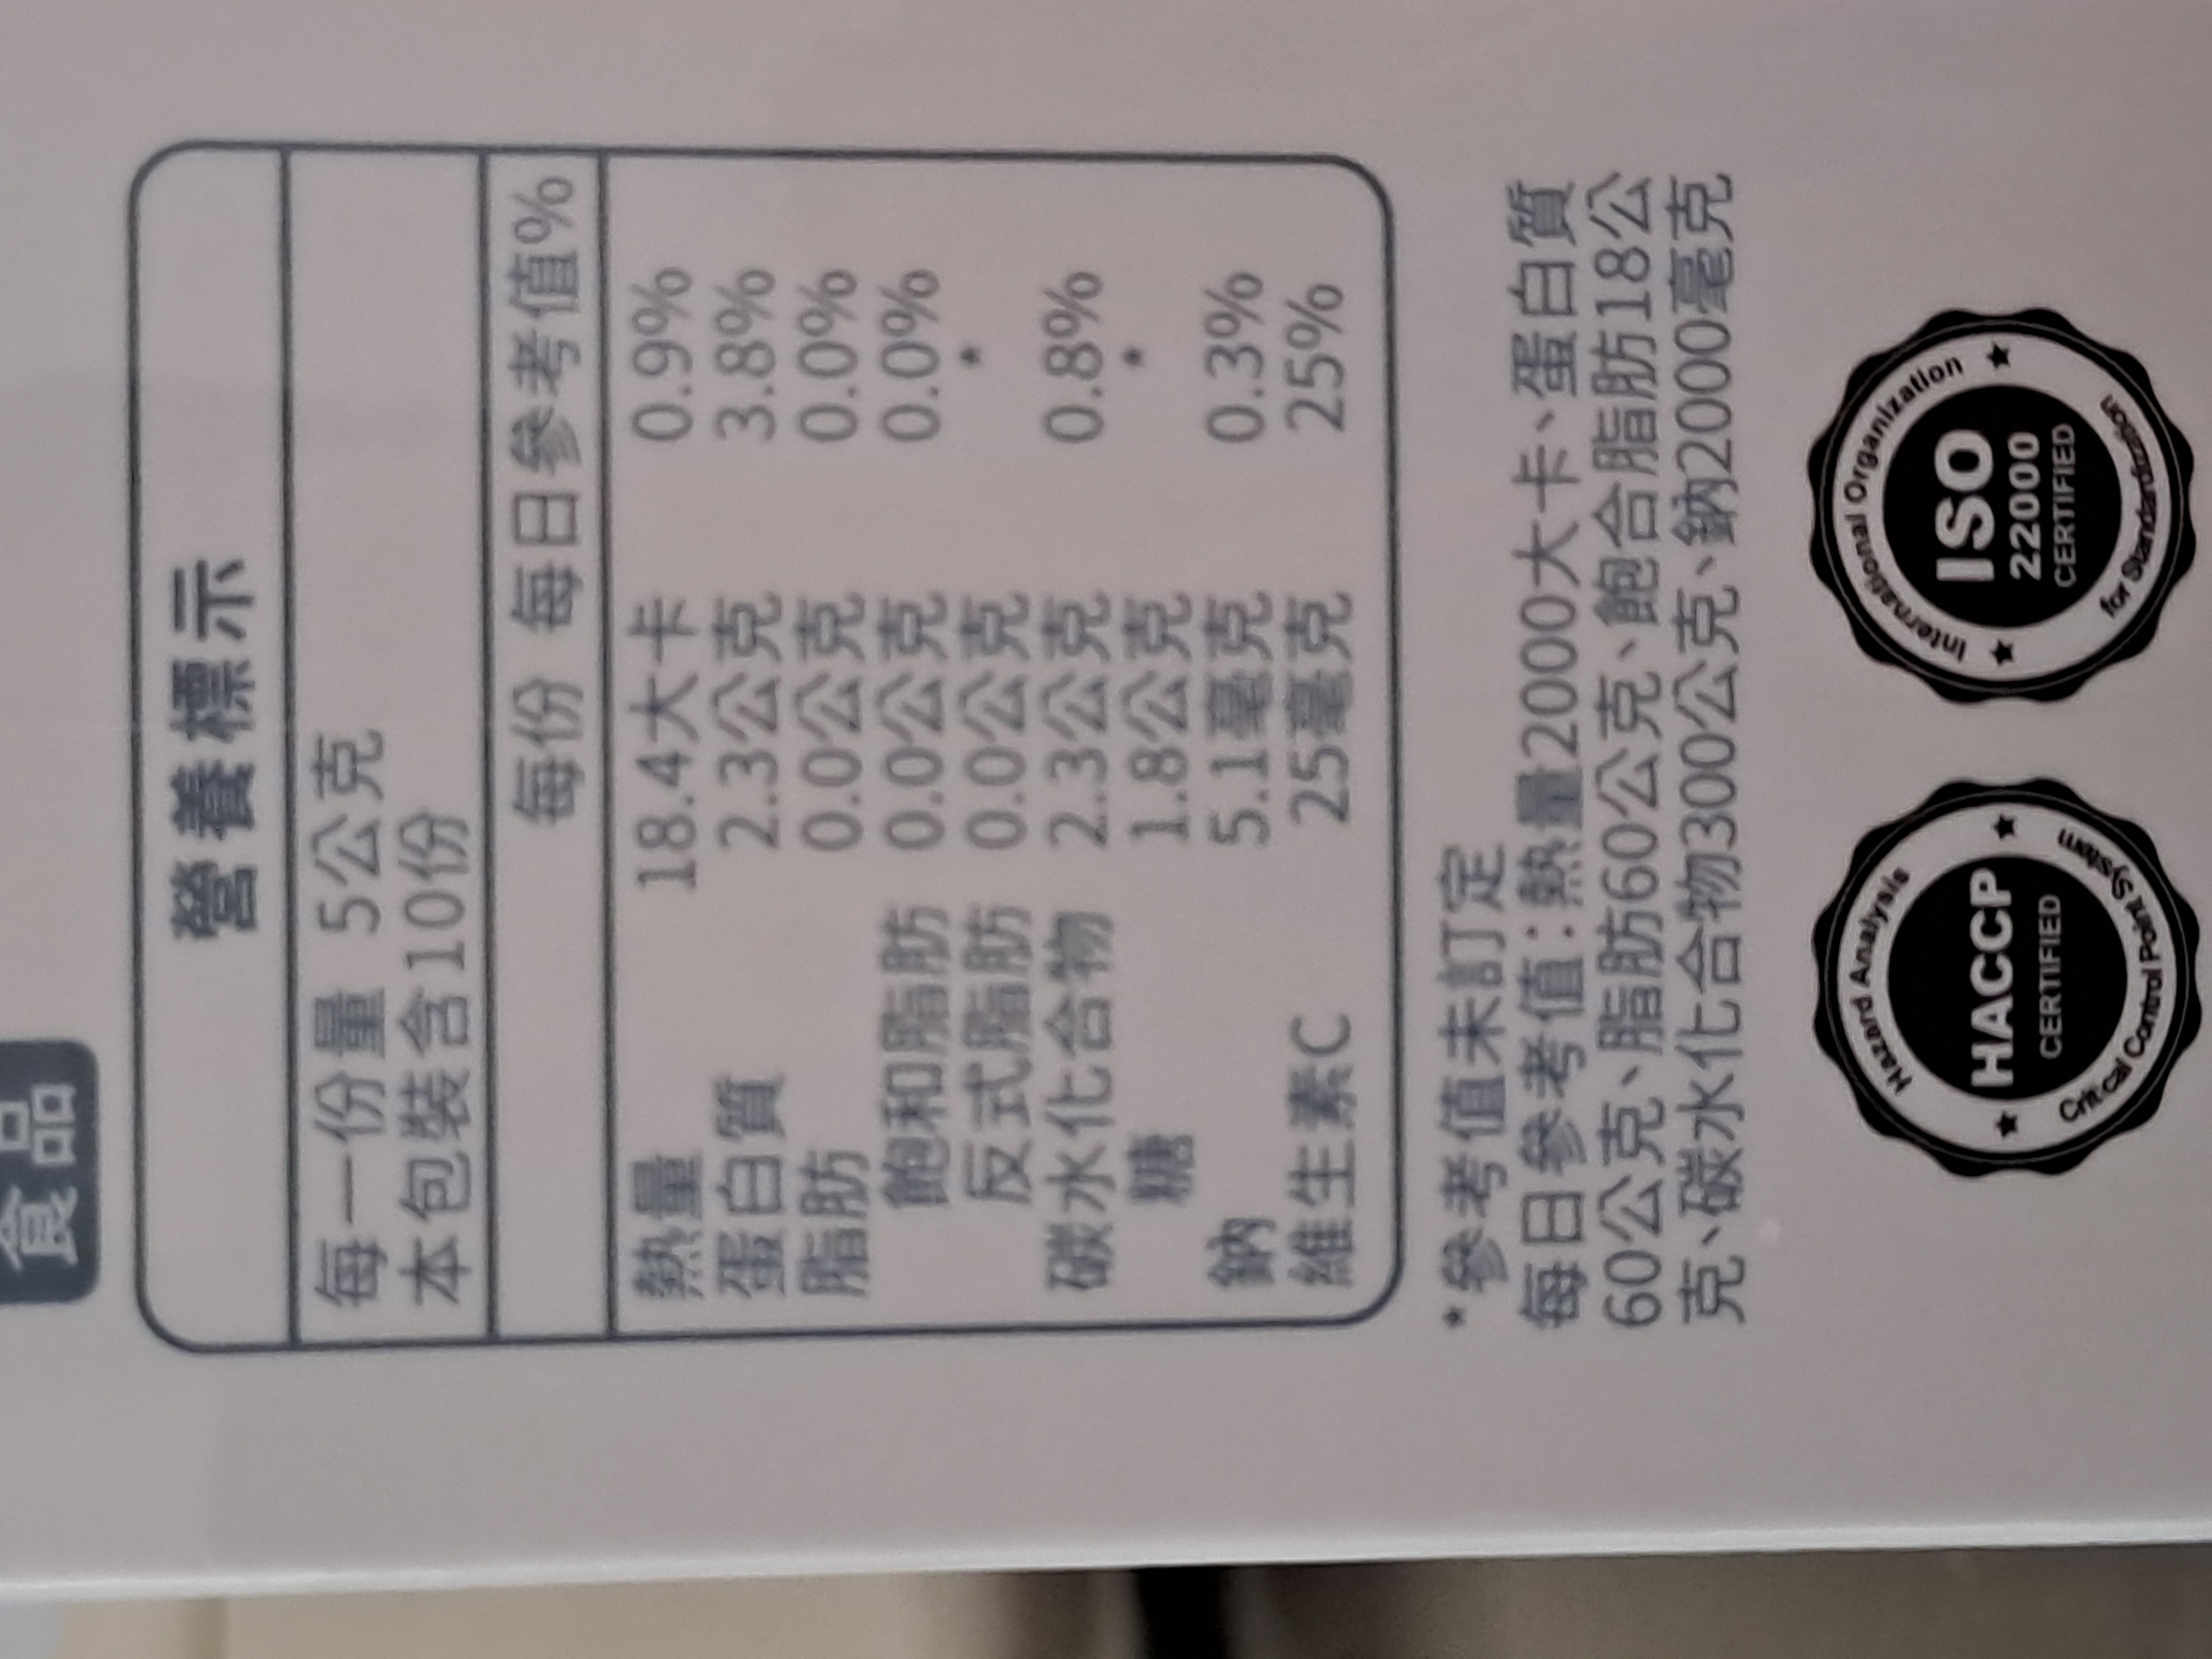 食品
營養標示
每一份量 5公克
本包裝含10份
每份 每日參考值%
熱量 18.4大卡 0.9%
蛋白質 2.3公克 3.8%
脂肪 0.0公克 0.0%
飽和脂肪 0.0公克 0.0%
反式脂肪 0.0公克 *
碳水化合物 2.3公克 0.8%
糖 1.8公克 *
鈉 5.1毫克 0.3%
維生素C 25毫克 25%
*參考值未訂定
每日參考值:熱量2000大卡、蛋白質
60公克、脂肪60公克、飽合脂肪18公
克、碳水化合物300公克、鈉2000毫克
Hazard Analysis
HACCP
CERTIFIED
Critical Control Point System
International Organization
ISO
22000
CERTIFIED
for Standardization